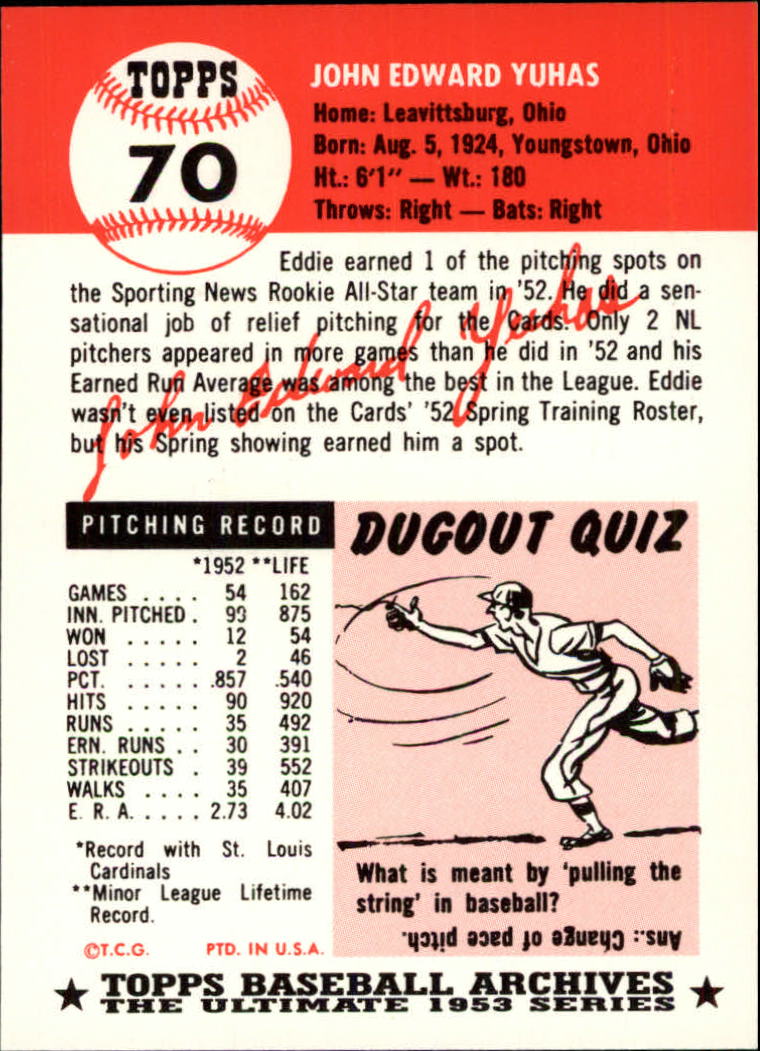 TOPPS
70
JOHN EDWARD YUHAS
Home: Leavittsburg, Ohio
Born: Aug. 5, 1924, Youngstown, Ohio
Ht.: 6'1" — Wt.: 180
Throws: Right — Bats: Right
Eddie earned 1 of the pitching spots on
the Sporting News Rookie All-Star team in '52. He did a sen-
sational job of relief pitching for the Cards. Only 2 NL
pitchers appeared in more games than he did in '52 and his
Earned Run Average was among the best in the League. Eddie
wasn't even listed on the Cards' '52 Spring Training Roster,
but his Spring showing earned him a spot.
John Edward Yuhas
PITCHING RECORD
*1952 **LIFE
GAMES .... 54 162
INN. PITCHED . 99 875
WON ..... 12 54
LOST ..... 2 46
PCT. ..... .857 .540
HITS ..... 90 920
RUNS ..... 35 492
ERN. RUNS .. 30 391
STRIKEOUTS . 39 552
WALKS .... 35 407
E. R. A. .... 2.73 4.02
*Record with St. Louis
Cardinals
**Minor League Lifetime
Record.
©T.C.G. PTD. IN U.S.A.
DUGOUT QUIZ
What is meant by 'pulling the
string' in baseball?
Ans.: Change of pace pitch.
★ TOPPS BASEBALL ARCHIVES ★
THE ULTIMATE 1953 SERIES